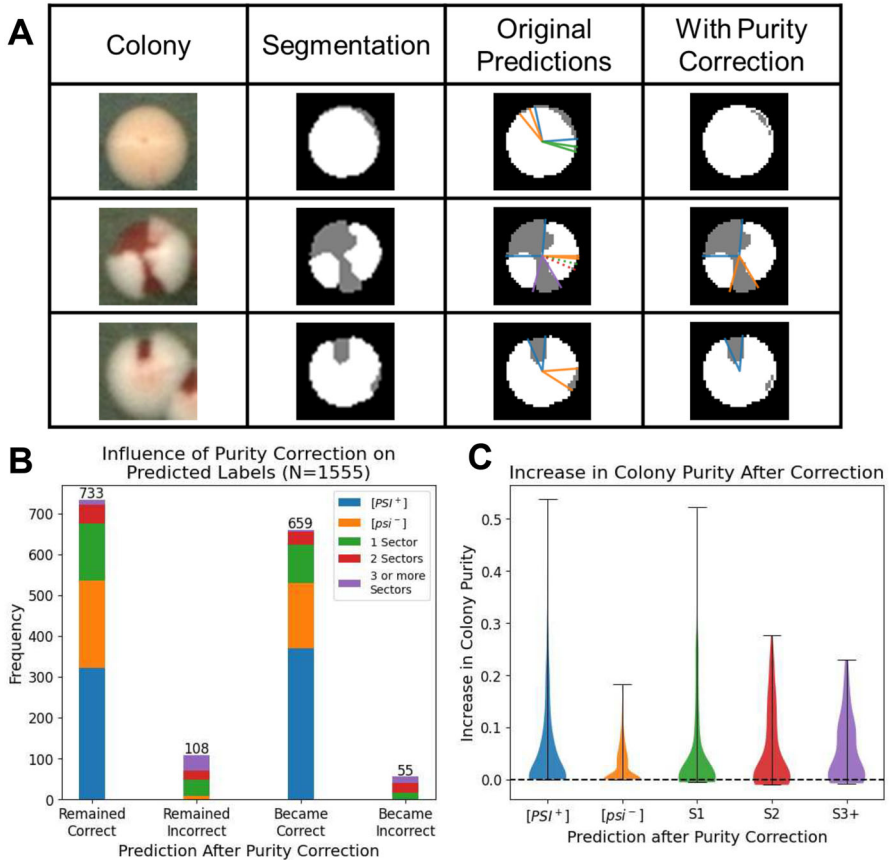 A
Colony
Segmentation
Original
Predictions
With Purity
Correction
B
Influence of Purity Correction on
Predicted Labels (N=1555)
733
659
108
55
[PSI⁺]
[psi⁻]
1 Sector
2 Sectors
3 or more
Sectors
Frequency
700
600
500
400
300
200
100
0
Remained
Correct
Remained
Incorrect
Became
Correct
Became
Incorrect
Prediction After Purity Correction
C
Increase in Colony Purity After Correction
Increase in Colony Purity
0.5
0.4
0.3
0.2
0.1
0.0
[PSI⁺]
[psi⁻]
S1
S2
S3+
Prediction after Purity Correction